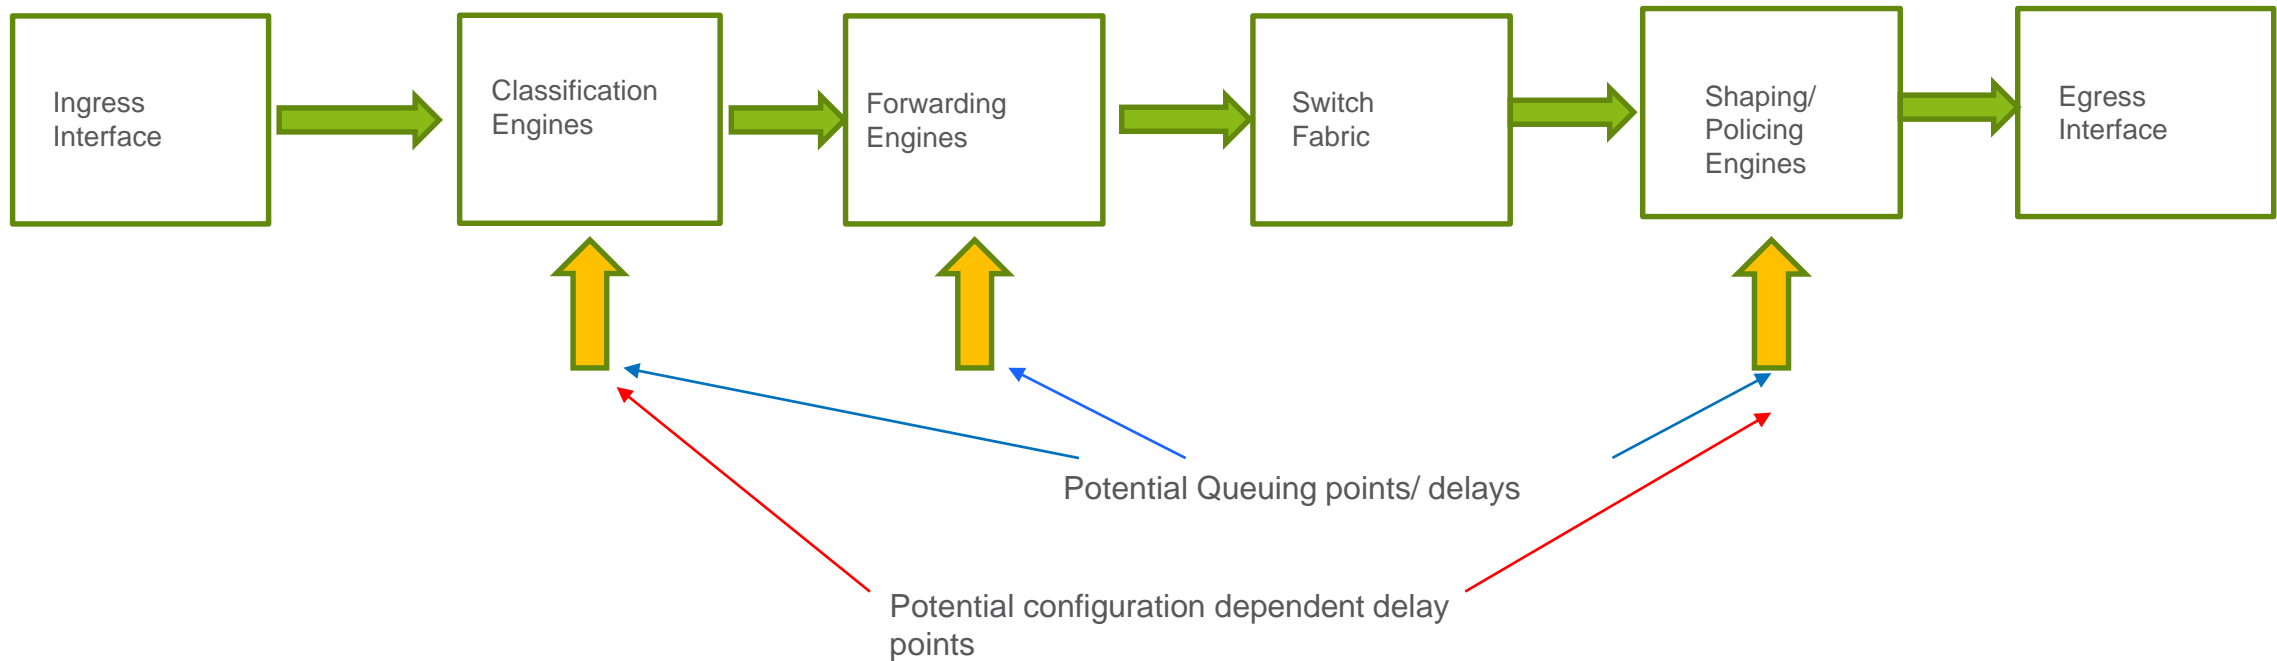 Ingress
Interface
Classification
Engines
Forwarding
Engines
Switch
Fabric
Shaping/
Policing
Engines
Egress
Interface
Potential Queuing points/ delays
Potential configuration dependent delay
points